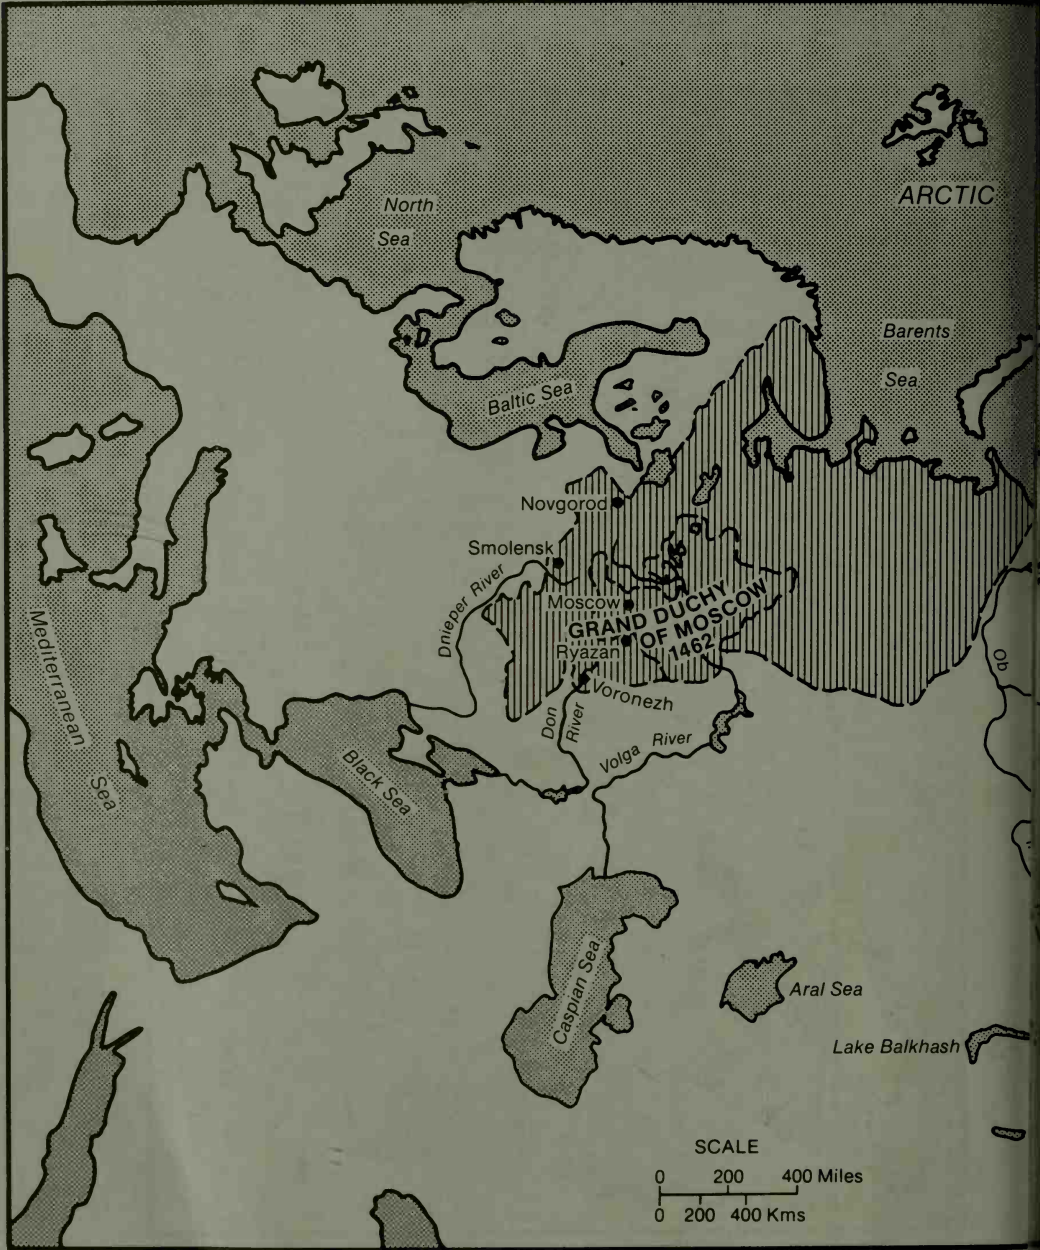 ARCTIC
North
Sea
Barents
Sea
Baltic Sea
Novgorod
Smolensk
Dnieper River
Moscow
GRAND DUCHY
OF MOSCOW
1462
Ryazan
Voronezh
Ob
Mediterranean
Sea
Don
River
Volga River
Black Sea
Caspian Sea
Aral Sea
Lake Balkhash
SCALE
0 200 400 Miles
0 200 400 Kms